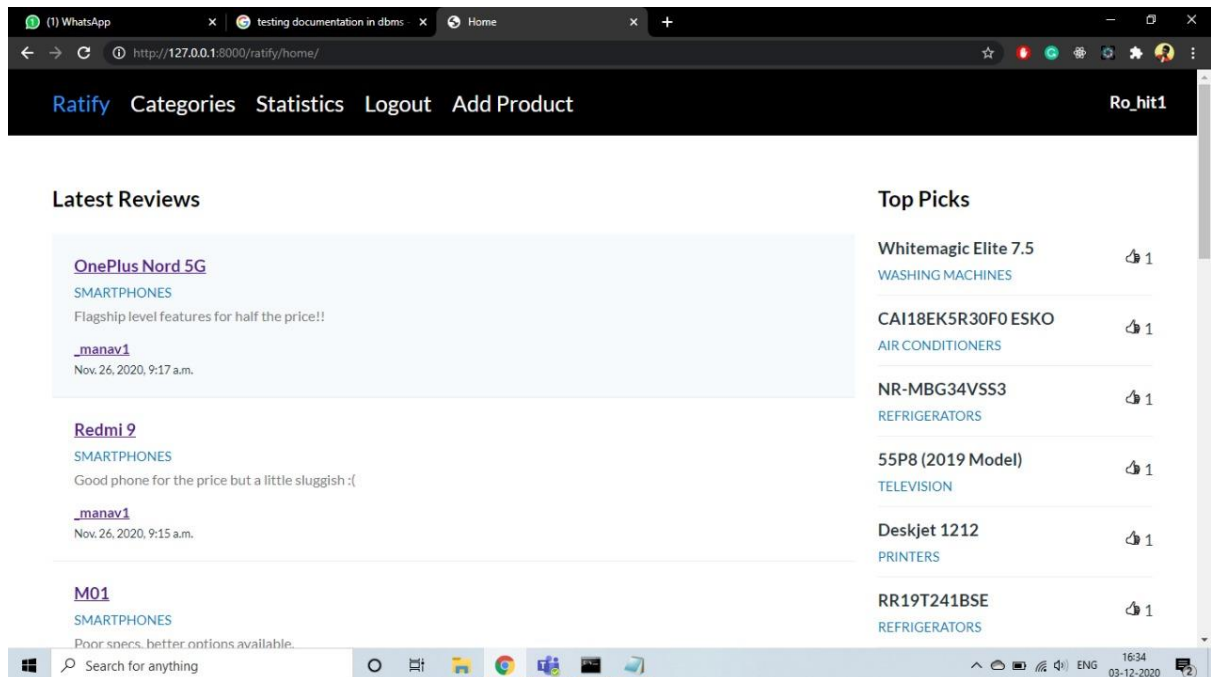 (1) WhatsApp
testing documentation in dbms -
Home
http://127.0.0.1:8000/ratify/home/
Ratify Categories Statistics Logout Add Product Ro_hit1
Latest Reviews
OnePlus Nord 5G
SMARTPHONES
Flagship level features for half the price!!
_manav1
Nov. 26, 2020, 9:17 a.m.
Redmi 9
SMARTPHONES
Good phone for the price but a little sluggish :(
_manav1
Nov. 26, 2020, 9:15 a.m.
M01
SMARTPHONES
Poor specs, better options available.
Top Picks
Whitemagic Elite 7.5
WASHING MACHINES
1
CAI18EK5R30F0 ESKO
AIR CONDITIONERS
1
NR-MBG34VSS3
REFRIGERATORS
1
55P8 (2019 Model)
TELEVISION
1
Deskjet 1212
PRINTERS
1
RR19T241BSE
REFRIGERATORS
1
Search for anything
ENG
16:34
03-12-2020
2